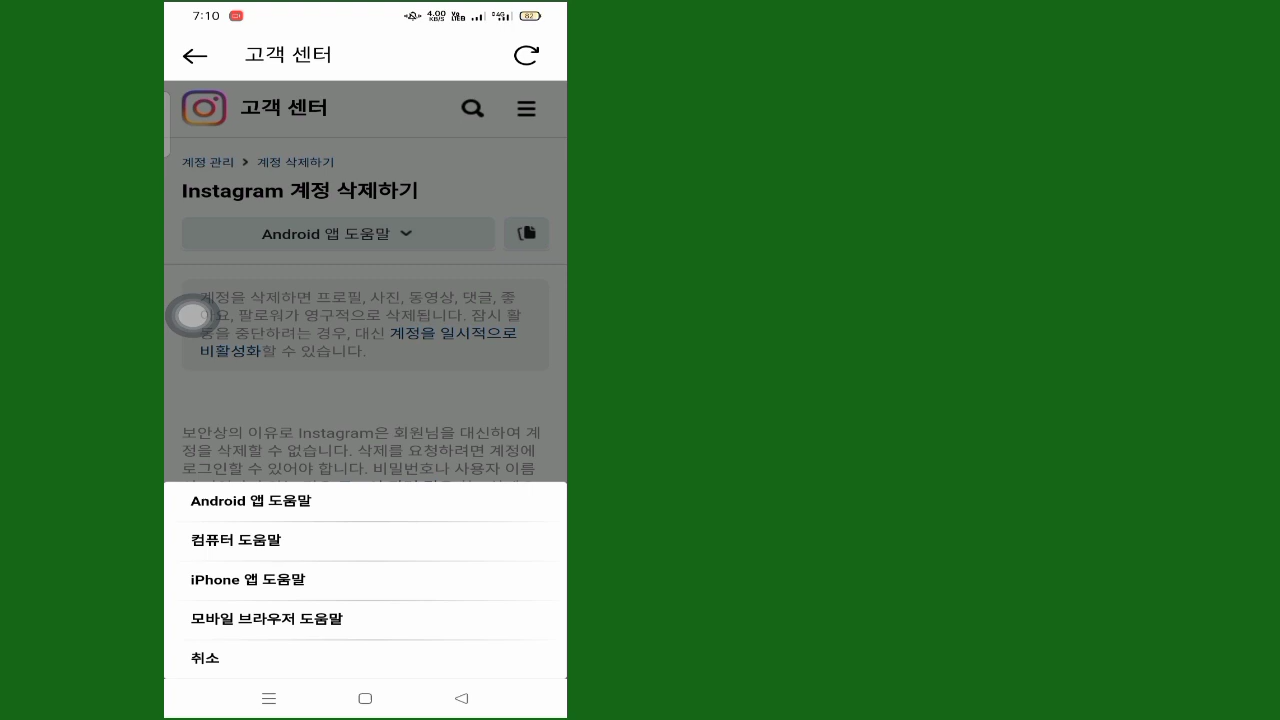 7:10 4.00 KB/S Vo LTE 4G 82
고객 센터
고객 센터
계정 관리 > 계정 삭제하기
Instagram 계정 삭제하기
Android 앱 도움말
계정을 삭제하면 프로필, 사진, 동영상, 댓글, 좋
아요, 팔로워가 영구적으로 삭제됩니다. 잠시 활
동을 중단하려는 경우, 대신 계정을 일시적으로
비활성화할 수 있습니다.
보안상의 이유로 Instagram은 회원님을 대신하여 계
정을 삭제할 수 없습니다. 삭제를 요청하려면 계정에
로그인할 수 있어야 합니다. 비밀번호나 사용자 이름
Android 앱 도움말
컴퓨터 도움말
iPhone 앱 도움말
모바일 브라우저 도움말
취소